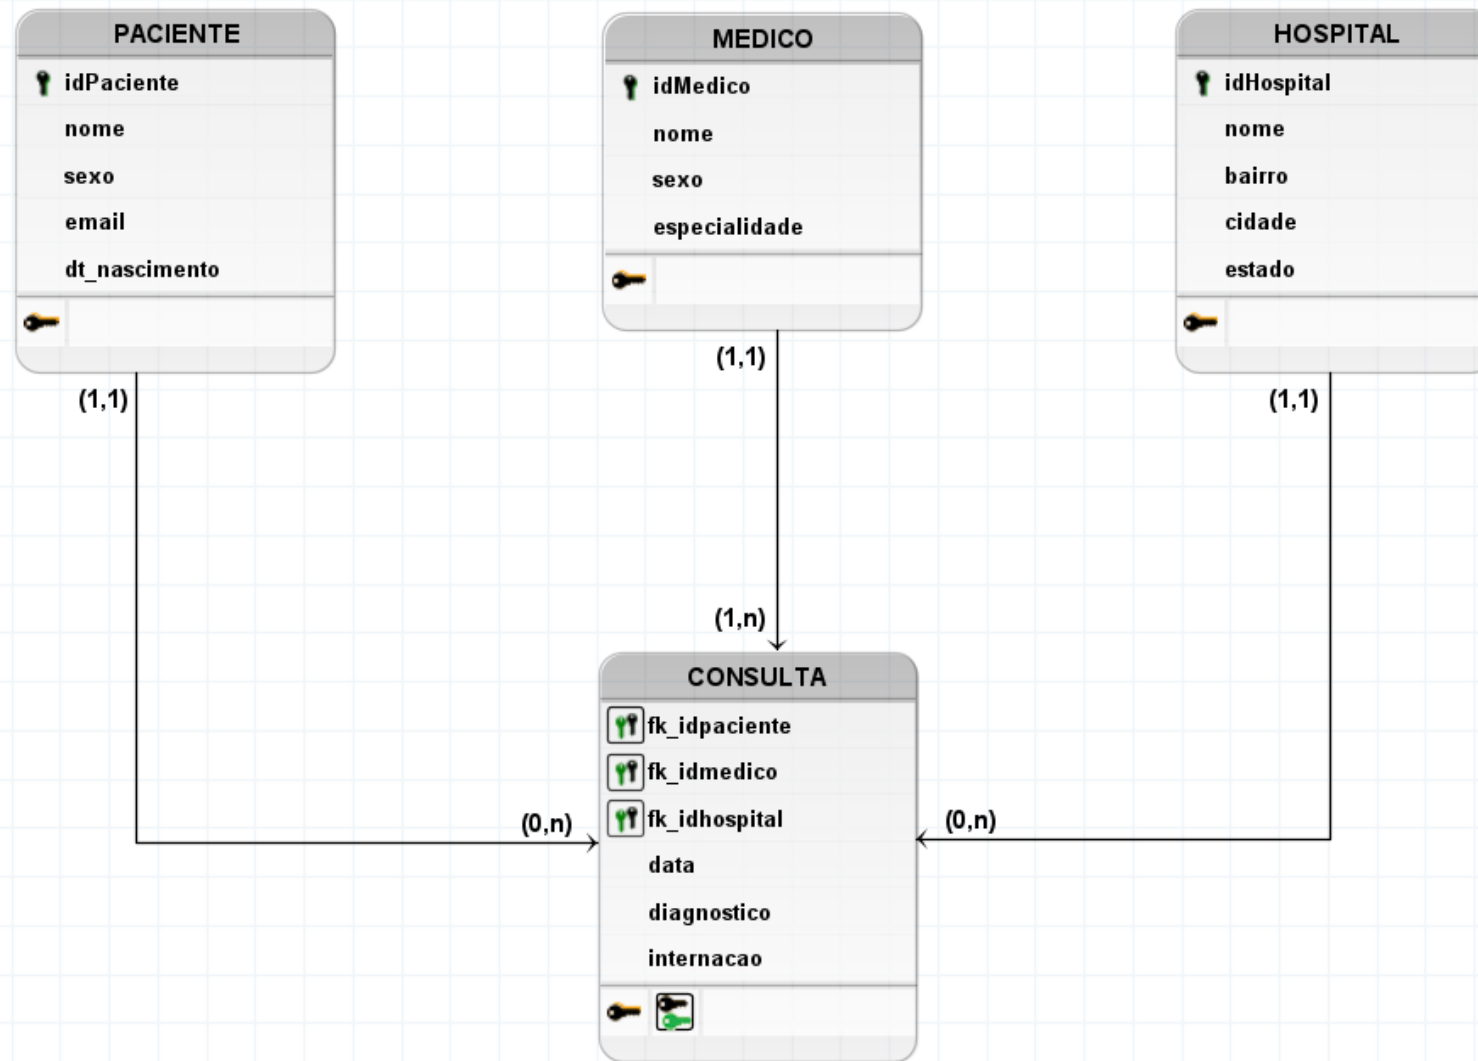 PACIENTE
idPaciente
nome
sexo
email
dt_nascimento
(1,1)
MEDICO
idMedico
nome
sexo
especialidade
(1,1)
HOSPITAL
idHospital
nome
bairro
cidade
estado
(1,1)
(1,n)
(0,n)
(0,n)
CONSULTA
fk_idpaciente
fk_idmedico
fk_idhospital
data
diagnostico
internacao